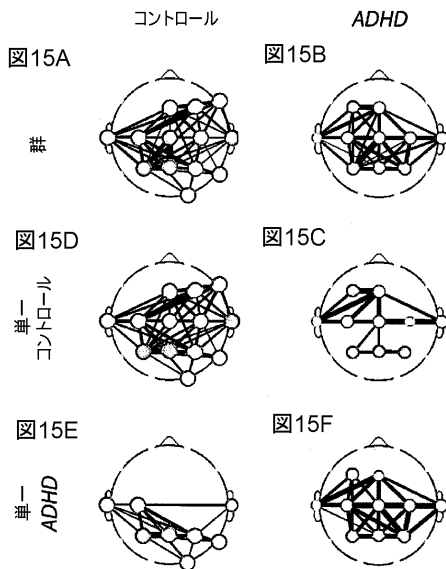 コントロール ADHD
図15A 図15B
群
図15D 図15C
単一
コントロール
図15E 図15F
単一
ADHD